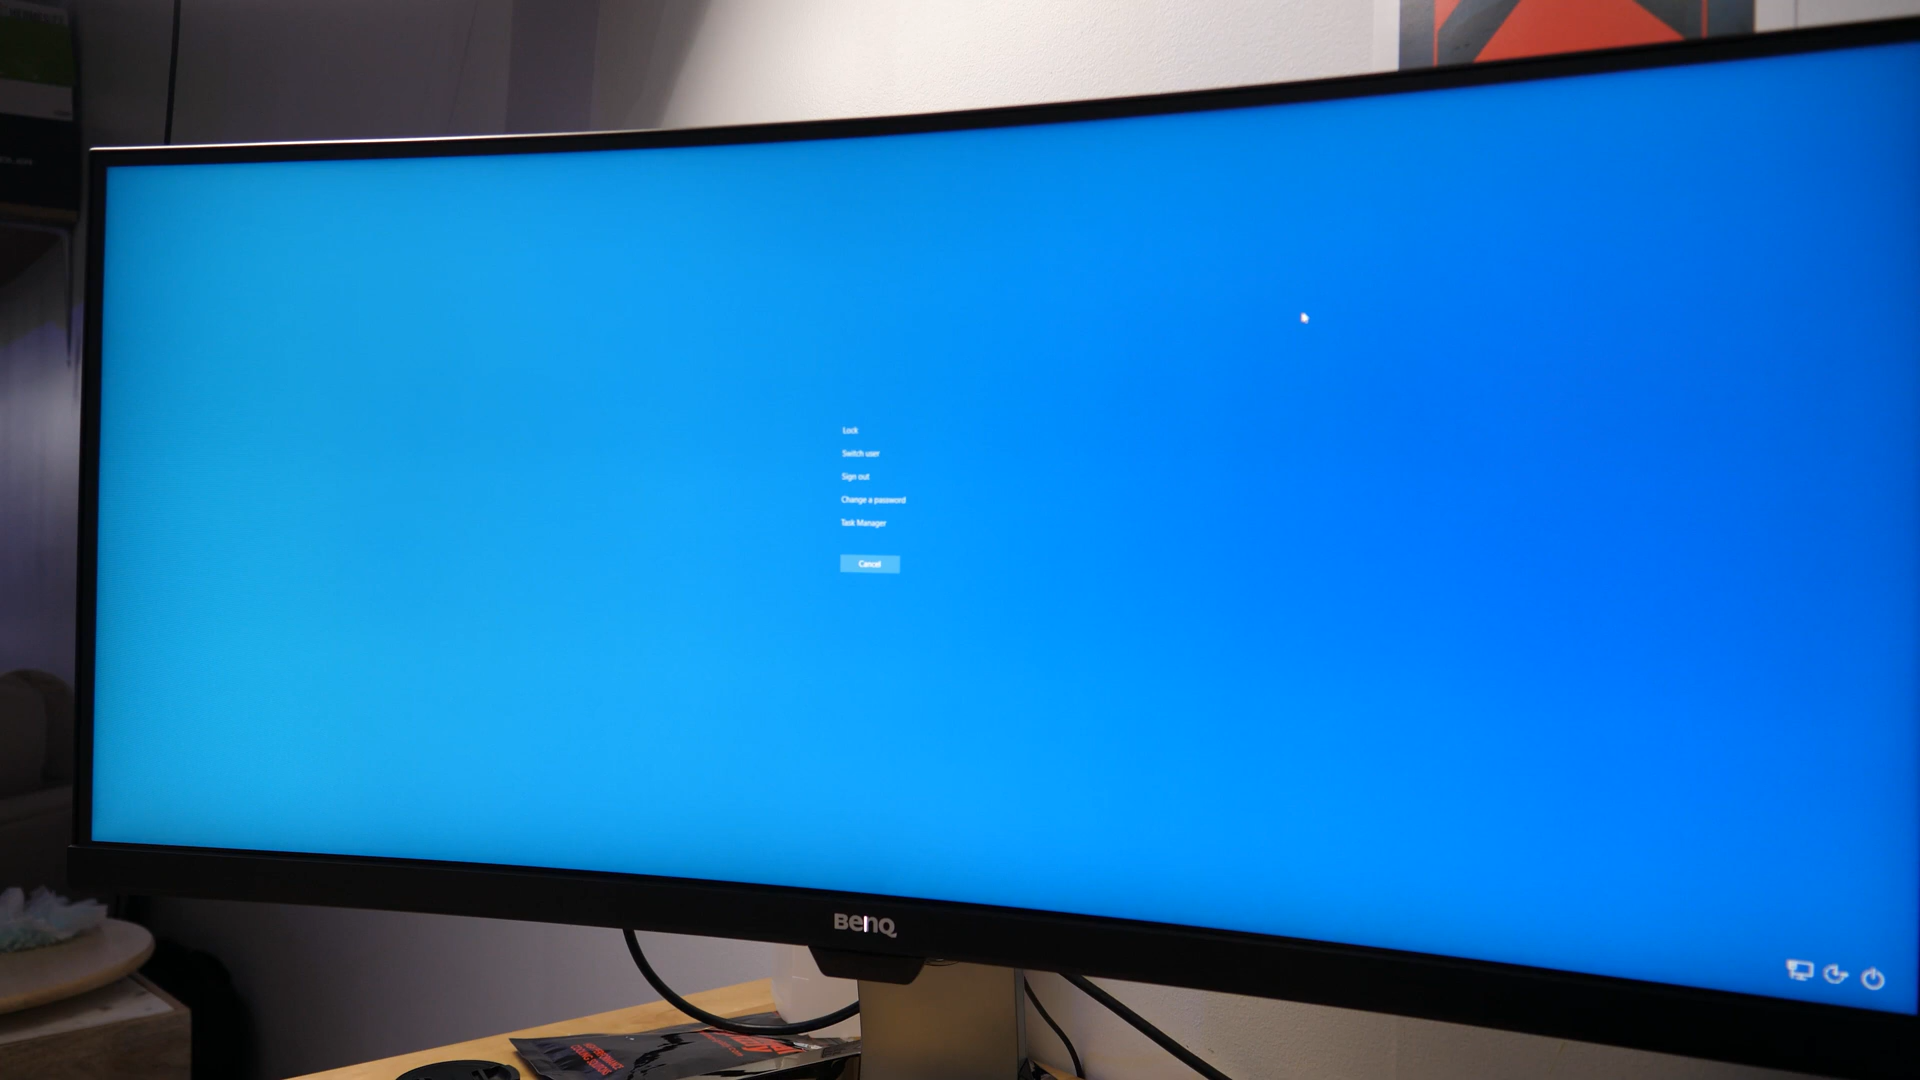 Lock
Switch user
Sign out
Change a password
Task Manager
Cancel
BenQ